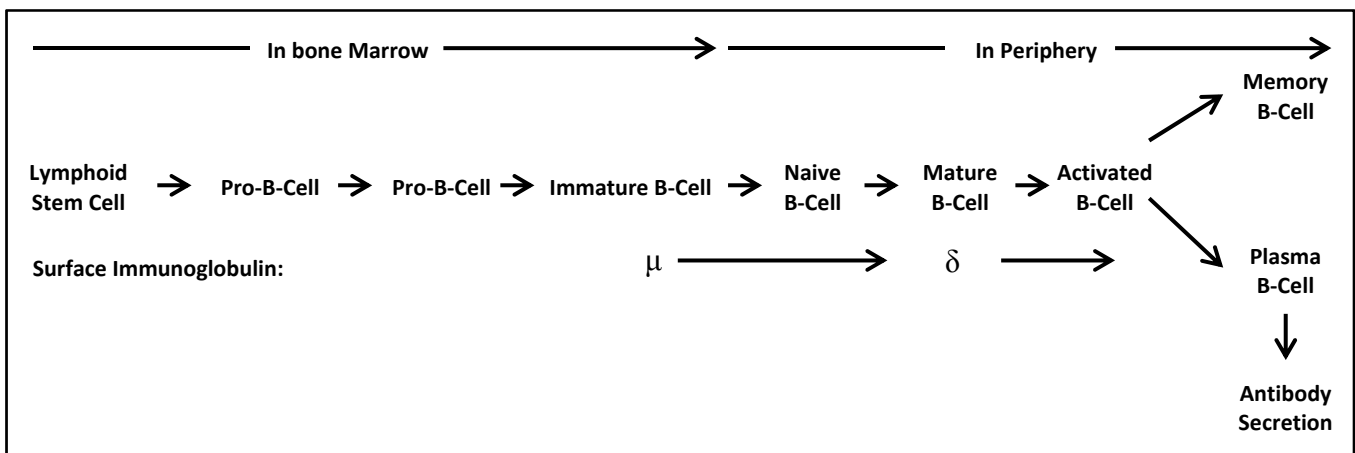 In bone Marrow
In Periphery
Memory
B-Cell
Lymphoid
Stem Cell
Pro-B-Cell
Pro-B-Cell
Immature B-Cell
Naive
B-Cell
Mature
B-Cell
Activated
B-Cell
Surface Immunoglobulin:
μ
δ
Plasma
B-Cell
Antibody
Secretion